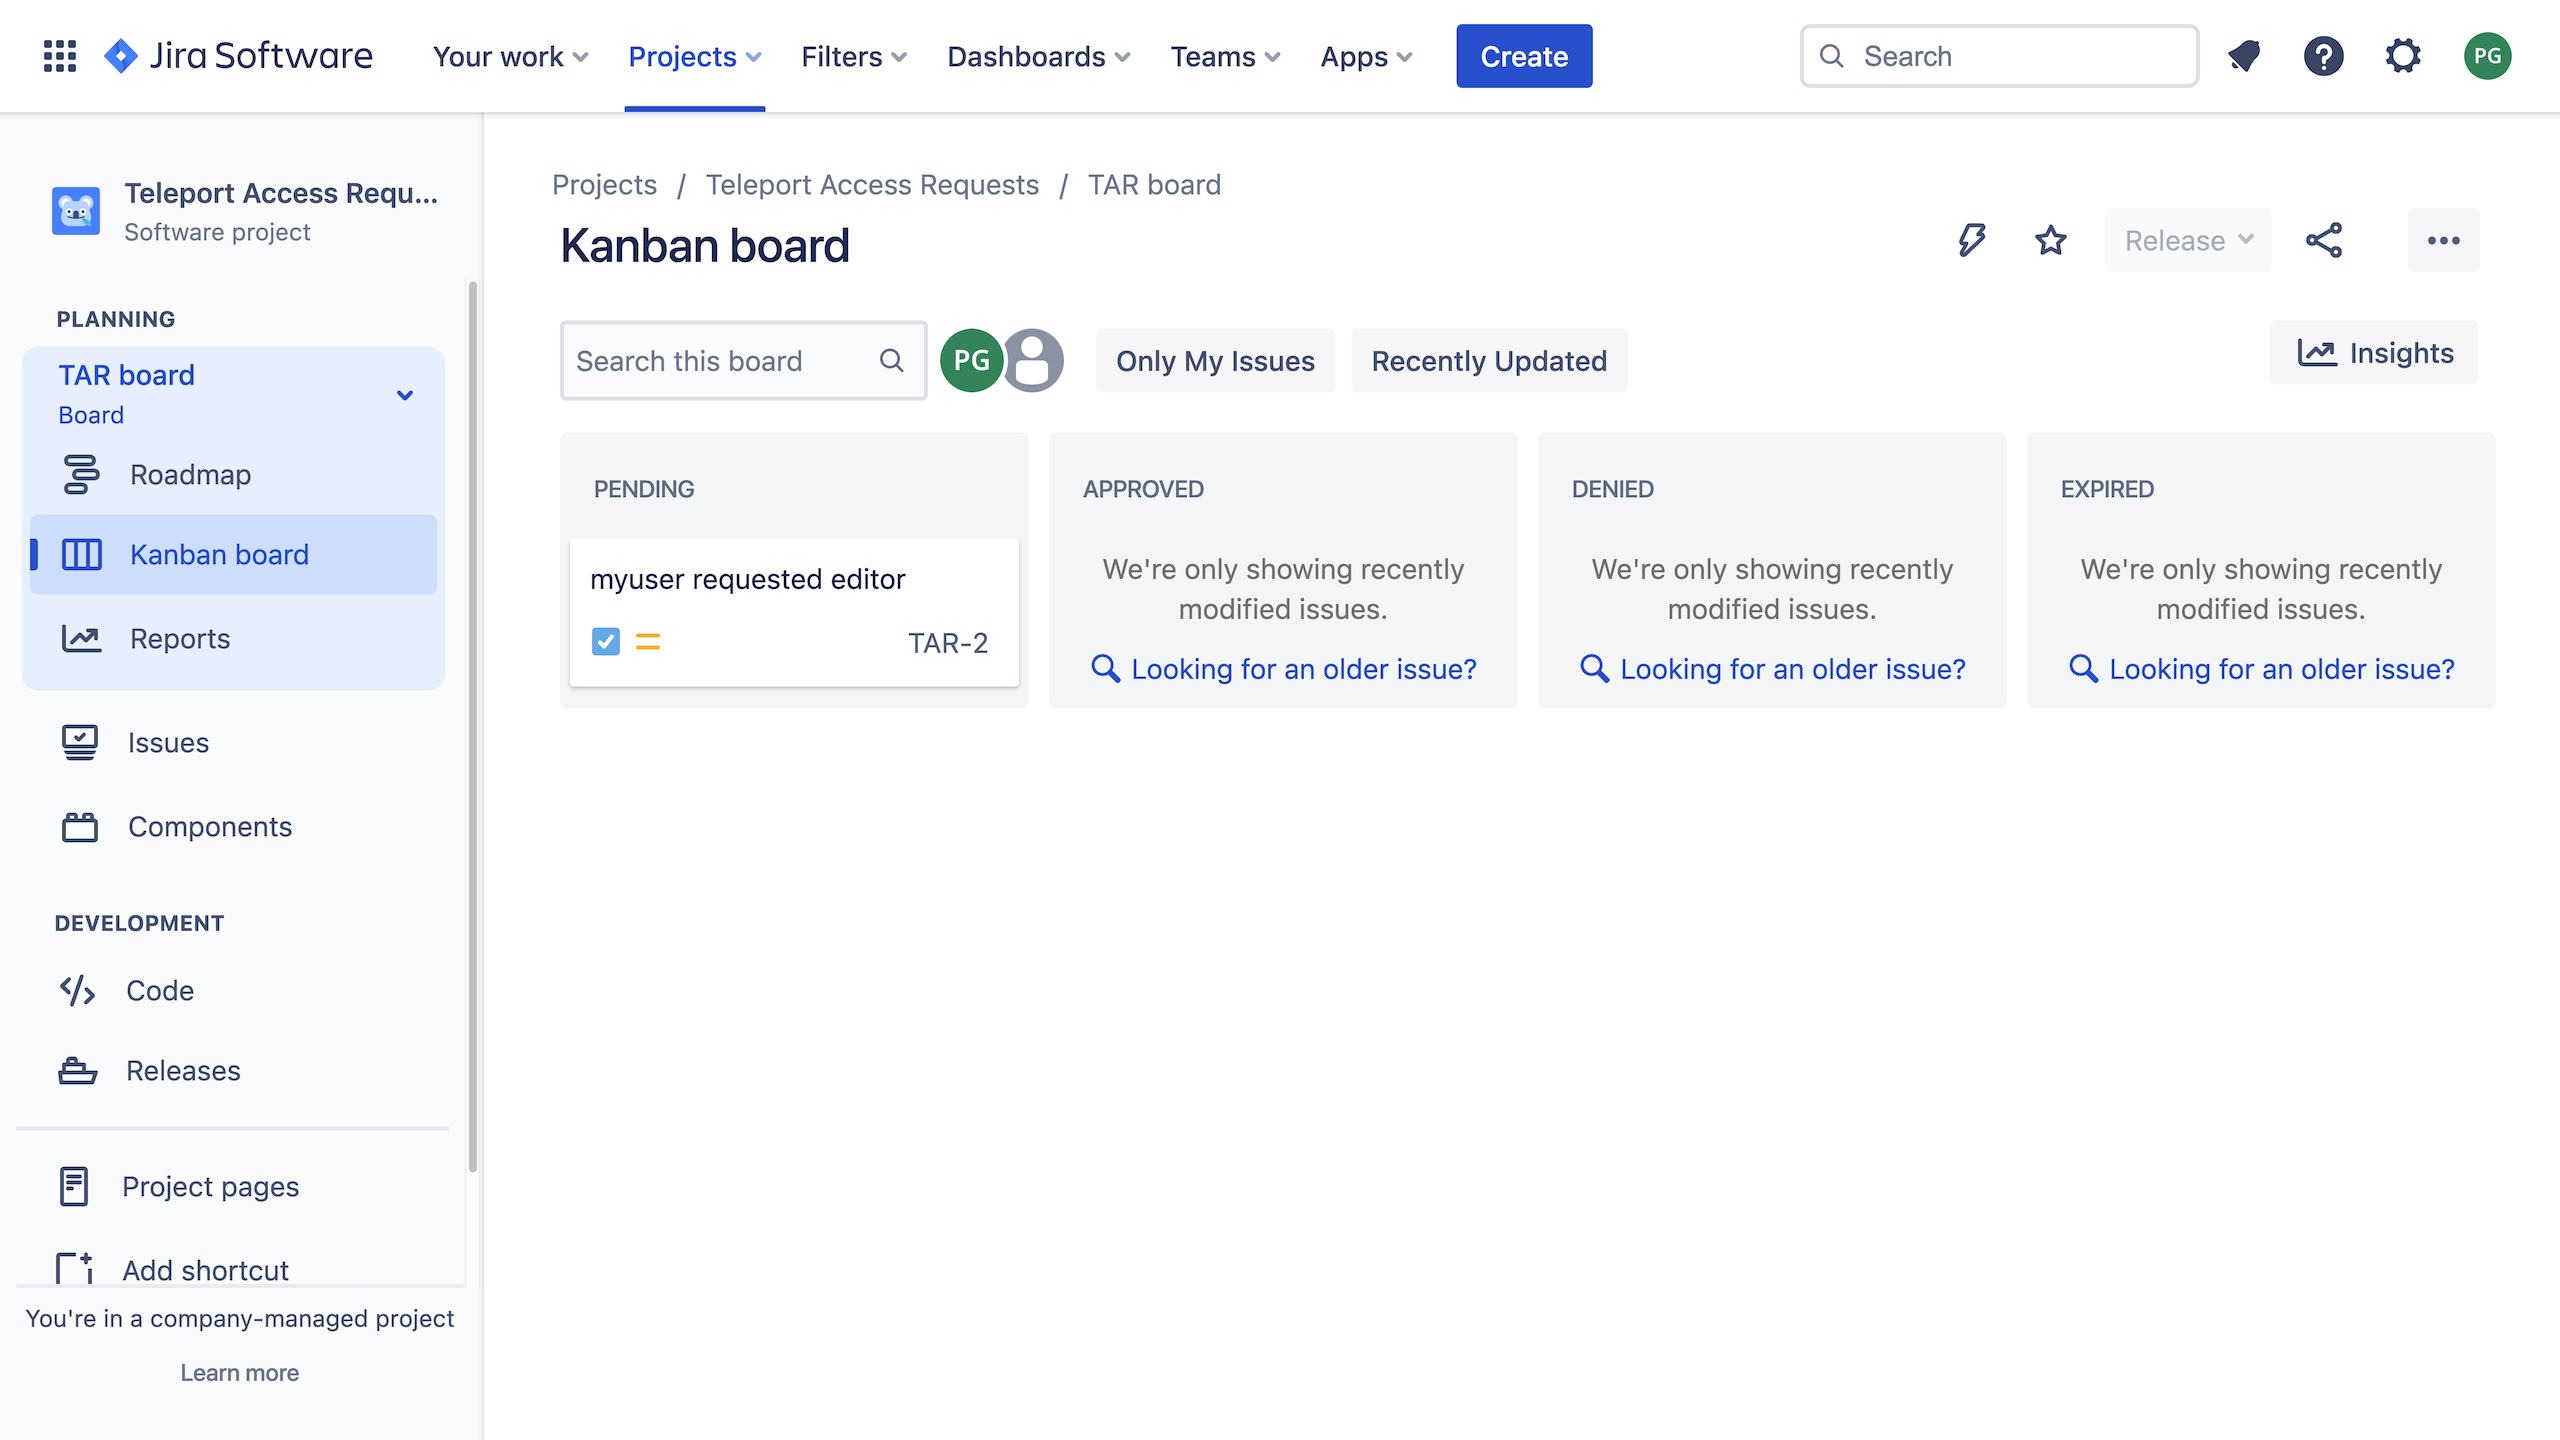 Jira Software
Your work
Projects
Filters
Dashboards
Teams
Apps
Create
Search
PG
Teleport Access Requ...
Software project
PLANNING
TAR board
Board
Roadmap
Kanban board
Reports
Issues
Components
DEVELOPMENT
Code
Releases
Project pages
Add shortcut
You're in a company-managed project
Learn more
Projects / Teleport Access Requests / TAR board
Kanban board
Release
Search this board
PG
Only My Issues
Recently Updated
Insights
PENDING
myuser requested editor
TAR-2
APPROVED
We're only showing recently
modified issues.
Looking for an older issue?
DENIED
We're only showing recently
modified issues.
Looking for an older issue?
EXPIRED
We're only showing recently
modified issues.
Looking for an older issue?